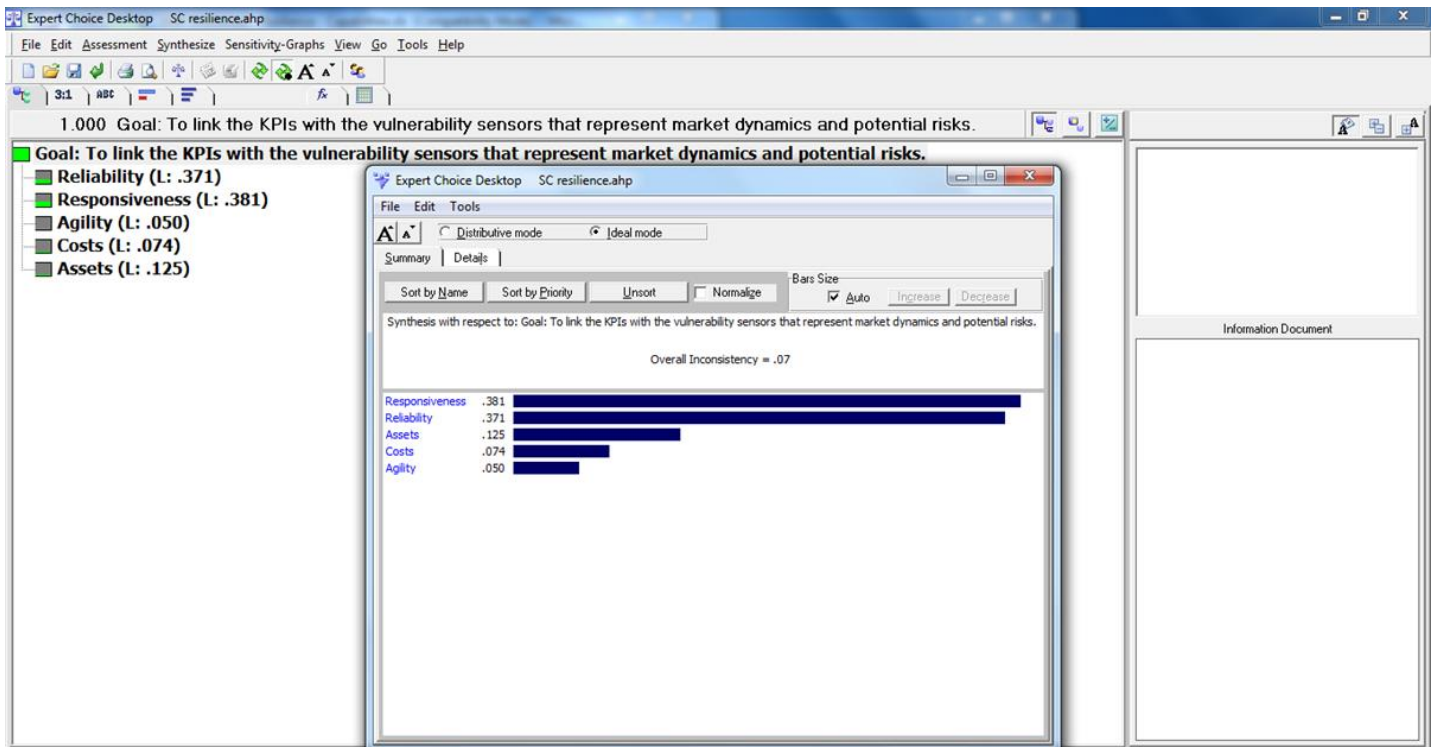 Expert Choice Desktop SC resilience.ahp
File Edit Assessment Synthesize Sensitivity-Graphs View Go Tools Help
A A
3:1 ABC fx
1.000 Goal: To link the KPIs with the vulnerability sensors that represent market dynamics and potential risks.
A A
Goal: To link the KPIs with the vulnerability sensors that represent market dynamics and potential risks.
Reliability (L: .371)
Responsiveness (L: .381)
Agility (L: .050)
Costs (L: .074)
Assets (L: .125)
Expert Choice Desktop SC resilience.ahp
File Edit Tools
A A Distributive mode Ideal mode
Summary Details
Sort by Name Sort by Priority Unsort Normalize Bars Size Auto Increase Decrease
Synthesis with respect to: Goal: To link the KPIs with the vulnerability sensors that represent market dynamics and potential risks.
Overall Inconsistency = .07
Responsiveness .381
Reliability .371
Assets .125
Costs .074
Agility .050
Information Document